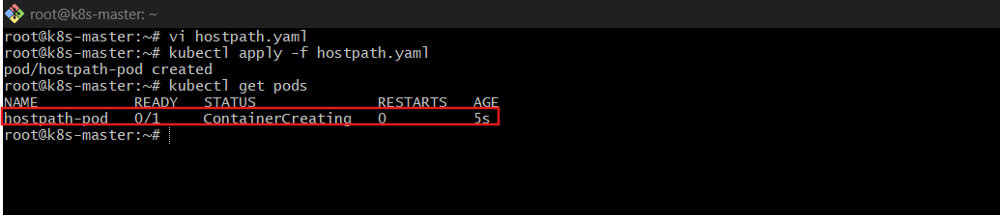 root@k8s-master: ~
root@k8s-master:~# vi hostpath.yaml
root@k8s-master:~# kubectl apply -f hostpath.yaml
pod/hostpath-pod created
root@k8s-master:~# kubectl get pods
NAME           READY   STATUS              RESTARTS   AGE
hostpath-pod   0/1     ContainerCreating   0          5s
root@k8s-master:~#